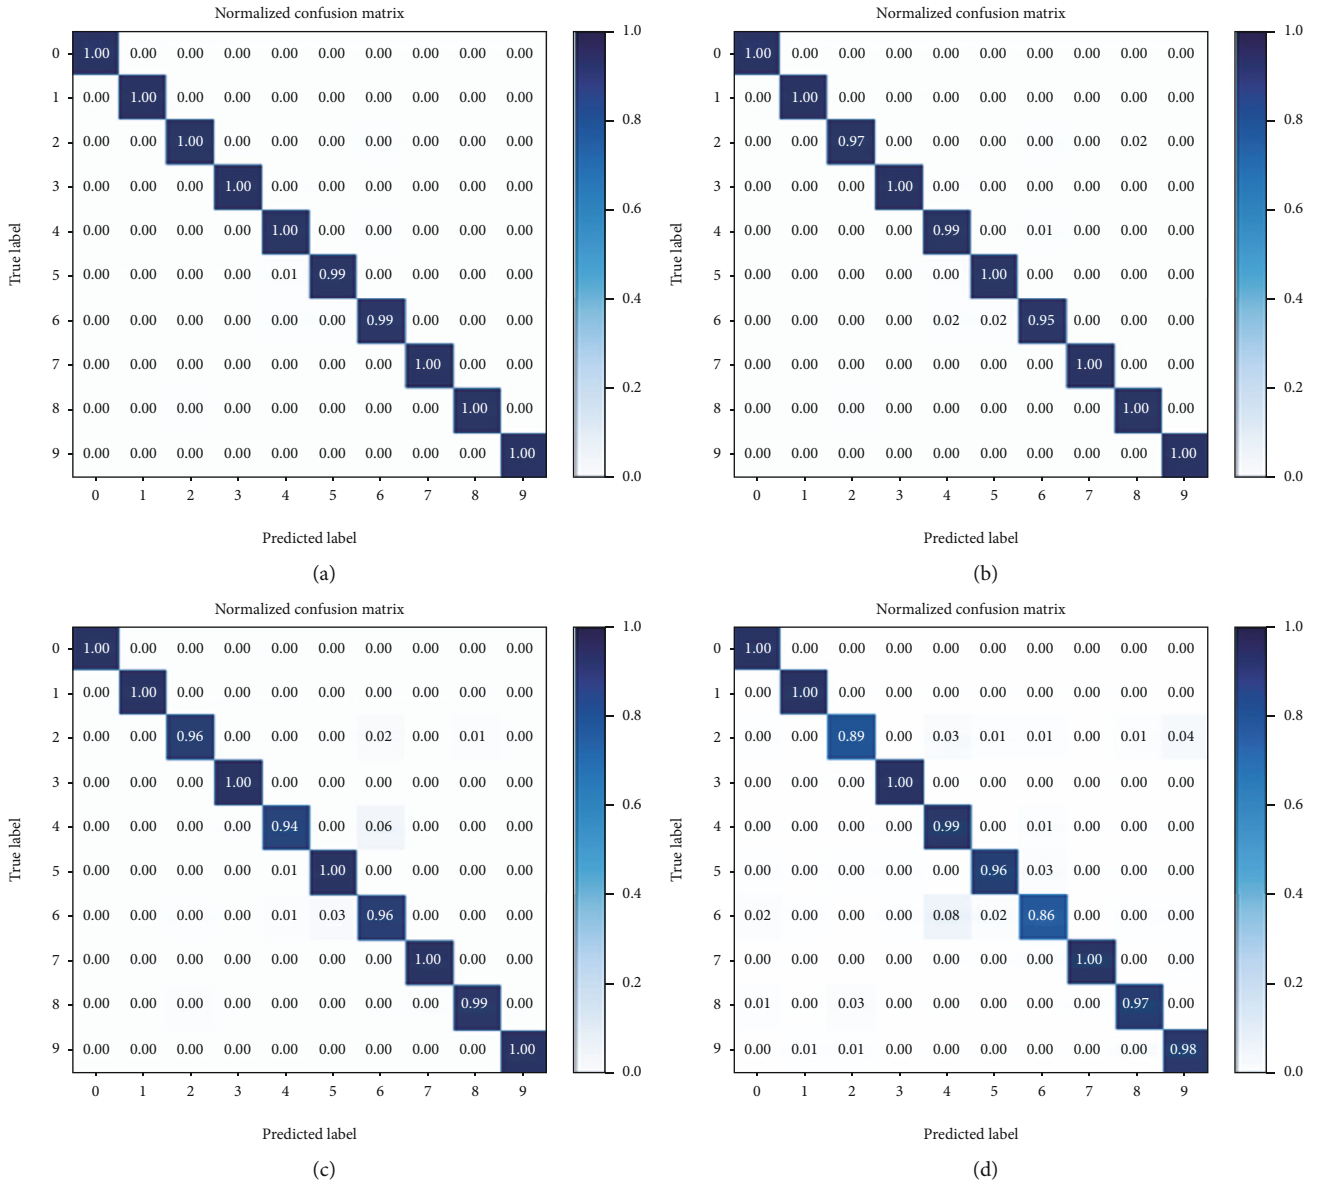 Normalized confusion matrix
0 1.00 0.00 0.00 0.00 0.00 0.00 0.00 0.00 0.00 0.00
1 0.00 1.00 0.00 0.00 0.00 0.00 0.00 0.00 0.00 0.00
2 0.00 0.00 1.00 0.00 0.00 0.00 0.00 0.00 0.00 0.00
3 0.00 0.00 0.00 1.00 0.00 0.00 0.00 0.00 0.00 0.00
4 0.00 0.00 0.00 0.00 1.00 0.00 0.00 0.00 0.00 0.00
5 0.00 0.00 0.00 0.00 0.01 0.99 0.00 0.00 0.00 0.00
6 0.00 0.00 0.00 0.00 0.00 0.00 0.99 0.00 0.00 0.00
7 0.00 0.00 0.00 0.00 0.00 0.00 0.00 1.00 0.00 0.00
8 0.00 0.00 0.00 0.00 0.00 0.00 0.00 0.00 1.00 0.00
9 0.00 0.00 0.00 0.00 0.00 0.00 0.00 0.00 0.00 1.00
0 1 2 3 4 5 6 7 8 9
True label
Predicted label
1.0
0.8
0.6
0.4
0.2
0.0
(a)
Normalized confusion matrix
0 1.00 0.00 0.00 0.00 0.00 0.00 0.00 0.00 0.00 0.00
1 0.00 1.00 0.00 0.00 0.00 0.00 0.00 0.00 0.00 0.00
2 0.00 0.00 0.97 0.00 0.00 0.00 0.00 0.00 0.02 0.00
3 0.00 0.00 0.00 1.00 0.00 0.00 0.00 0.00 0.00 0.00
4 0.00 0.00 0.00 0.00 0.99 0.00 0.01 0.00 0.00 0.00
5 0.00 0.00 0.00 0.00 0.00 1.00 0.00 0.00 0.00 0.00
6 0.00 0.00 0.00 0.00 0.02 0.02 0.95 0.00 0.00 0.00
7 0.00 0.00 0.00 0.00 0.00 0.00 0.00 1.00 0.00 0.00
8 0.00 0.00 0.00 0.00 0.00 0.00 0.00 0.00 1.00 0.00
9 0.00 0.00 0.00 0.00 0.00 0.00 0.00 0.00 0.00 1.00
0 1 2 3 4 5 6 7 8 9
True label
Predicted label
1.0
0.8
0.6
0.4
0.2
0.0
(b)
Normalized confusion matrix
0 1.00 0.00 0.00 0.00 0.00 0.00 0.00 0.00 0.00 0.00
1 0.00 1.00 0.00 0.00 0.00 0.00 0.00 0.00 0.00 0.00
2 0.00 0.00 0.96 0.00 0.00 0.00 0.02 0.00 0.01 0.00
3 0.00 0.00 0.00 1.00 0.00 0.00 0.00 0.00 0.00 0.00
4 0.00 0.00 0.00 0.00 0.94 0.00 0.06 0.00 0.00 0.00
5 0.00 0.00 0.00 0.00 0.01 1.00 0.00 0.00 0.00 0.00
6 0.00 0.00 0.00 0.00 0.01 0.03 0.96 0.00 0.00 0.00
7 0.00 0.00 0.00 0.00 0.00 0.00 0.00 1.00 0.00 0.00
8 0.00 0.00 0.00 0.00 0.00 0.00 0.00 0.00 0.99 0.00
9 0.00 0.00 0.00 0.00 0.00 0.00 0.00 0.00 0.00 1.00
0 1 2 3 4 5 6 7 8 9
True label
Predicted label
1.0
0.8
0.6
0.4
0.2
0.0
(c)
Normalized confusion matrix
0 1.00 0.00 0.00 0.00 0.00 0.00 0.00 0.00 0.00 0.00
1 0.00 1.00 0.00 0.00 0.00 0.00 0.00 0.00 0.00 0.00
2 0.00 0.00 0.89 0.00 0.03 0.01 0.01 0.00 0.01 0.04
3 0.00 0.00 0.00 1.00 0.00 0.00 0.00 0.00 0.00 0.00
4 0.00 0.00 0.00 0.00 0.99 0.00 0.01 0.00 0.00 0.00
5 0.00 0.00 0.00 0.00 0.00 0.96 0.03 0.00 0.00 0.00
6 0.02 0.00 0.00 0.00 0.08 0.02 0.86 0.00 0.00 0.00
7 0.00 0.00 0.00 0.00 0.00 0.00 0.00 1.00 0.00 0.00
8 0.01 0.00 0.03 0.00 0.00 0.00 0.00 0.00 0.97 0.00
9 0.00 0.01 0.01 0.00 0.00 0.00 0.00 0.00 0.00 0.98
0 1 2 3 4 5 6 7 8 9
True label
Predicted label
1.0
0.8
0.6
0.4
0.2
0.0
(d)